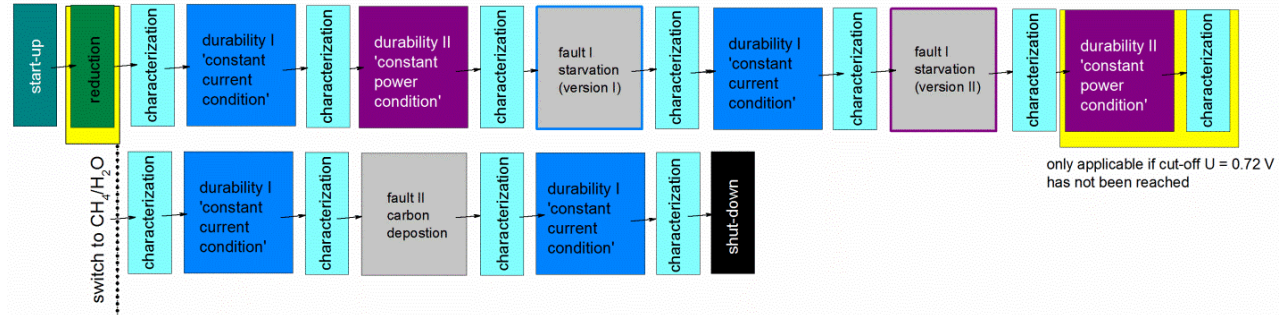 start-up
reduction
characterization
durability I
'constant
current
condition'
characterization
durability II
'constant
power
condition'
characterization
fault I
starvation
(version I)
characterization
durability I
'constant
current
condition'
characterization
fault I
starvation
(version II)
characterization
durability II
'constant
power
condition'
characterization
only applicable if cut-off U = 0.72 V
has not been reached
switch to CH4/H2O
characterization
durability I
'constant
current
condition'
characterization
fault II
carbon
depostion
characterization
durability I
'constant
current
condition'
characterization
shut-down